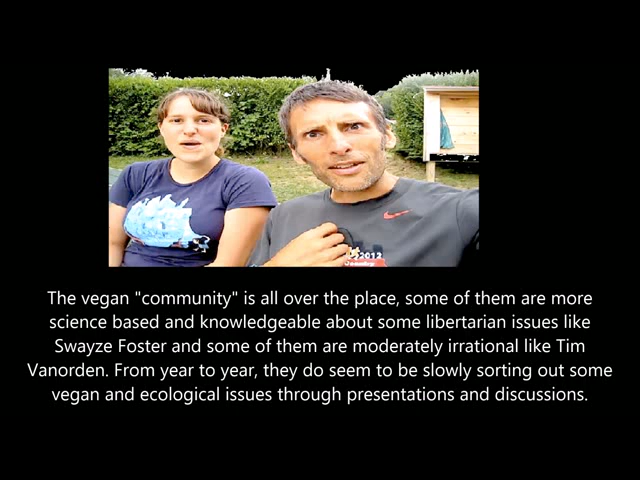 2012
The vegan "community" is all over the place, some of them are more
science based and knowledgeable about some libertarian issues like
Swayze Foster and some of them are moderately irrational like Tim
Vanorden. From year to year, they do seem to be slowly sorting out some
vegan and ecological issues through presentations and discussions.